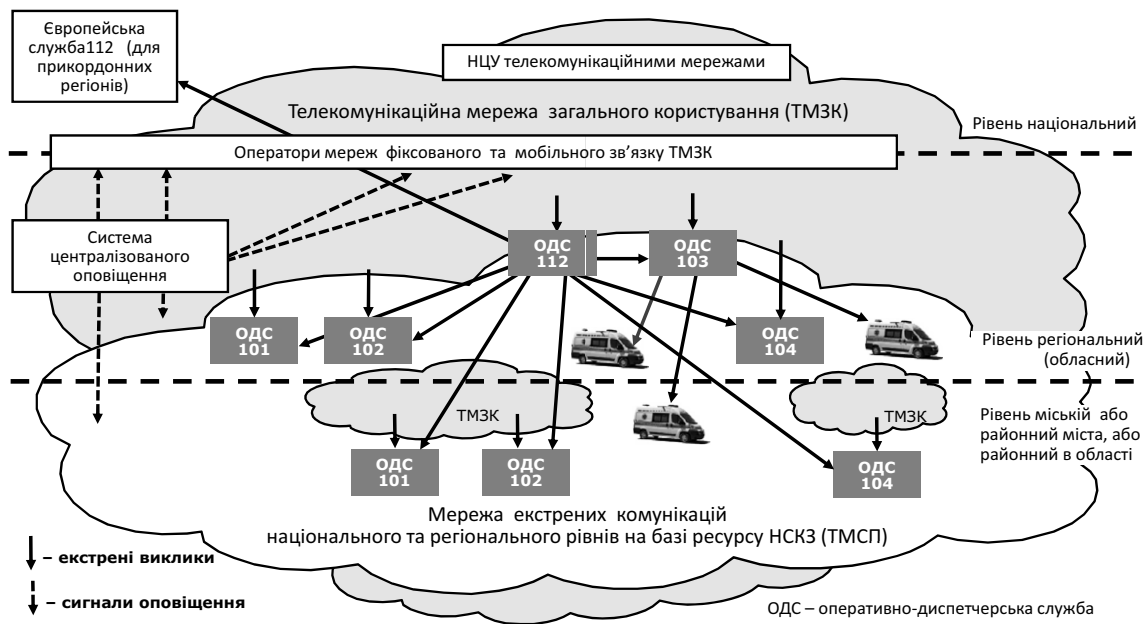 Європейська
служба112 (для
прикордонних
регіонів)
НЦУ телекомунікаційними мережами
Телекомунікаційна мережа загального користування (ТМЗК)
Рівень національний
Оператори мереж фіксованого та мобільного зв’язку ТМЗК
Система
централізованого
оповіщення
ОДС
112
ОДС
103
ОДС
101
ОДС
102
ОДС
104
Рівень регіональний
(обласний)
ТМЗК
ТМЗК
Рівень міській або
районний міста, або
районний в області
ОДС
101
ОДС
102
ОДС
104
Мережа екстрених комунікацій
національного та регіонального рівнів на базі ресурсу НСКЗ (ТМСП)
– екстрені виклики
– сигнали оповіщення
ОДС – оперативно-диспетчерська служба